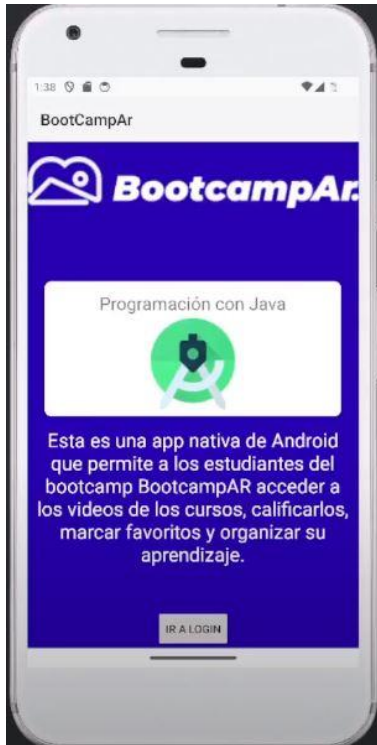 1:38
BootCampAr
BootcampAr.
Programación con Java
Esta es una app nativa de Android
que permite a los estudiantes del
bootcamp BootcampAR acceder a
los videos de los cursos, calificarlos,
marcar favoritos y organizar su
aprendizaje.
IR A LOGIN